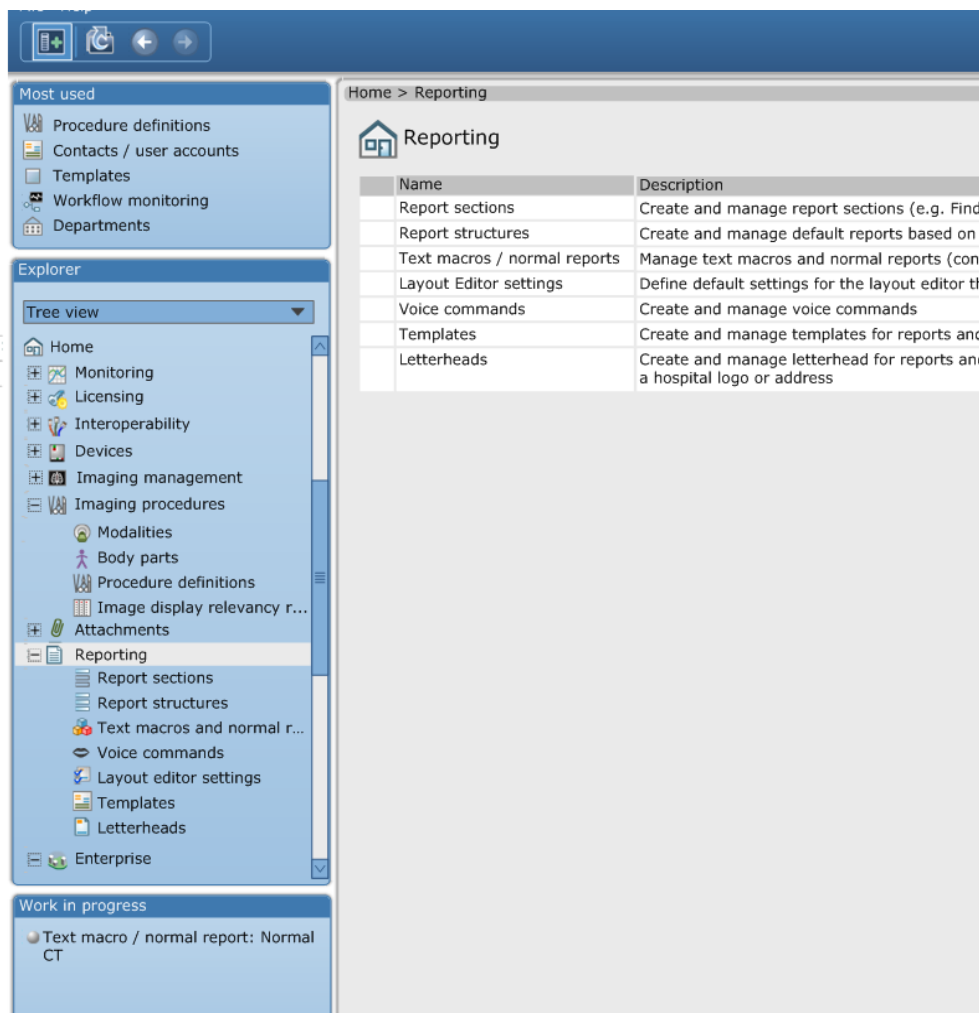 Most used
Procedure definitions
Contacts / user accounts
Templates
Workflow monitoring
Departments
Explorer
Tree view
Home
Monitoring
Licensing
Interoperability
Devices
Imaging management
Imaging procedures
Modalities
Body parts
Procedure definitions
Image display relevancy r...
Attachments
Reporting
Report sections
Report structures
Text macros and normal r...
Voice commands
Layout editor settings
Templates
Letterheads
Enterprise
Work in progress
Text macro / normal report: Normal
CT
Home > Reporting
Reporting
Name Description
Report sections Create and manage report sections (e.g. Find
Report structures Create and manage default reports based on
Text macros / normal reports Manage text macros and normal reports (con
Layout Editor settings Define default settings for the layout editor th
Voice commands Create and manage voice commands
Templates Create and manage templates for reports and
Letterheads Create and manage letterhead for reports and
a hospital logo or address